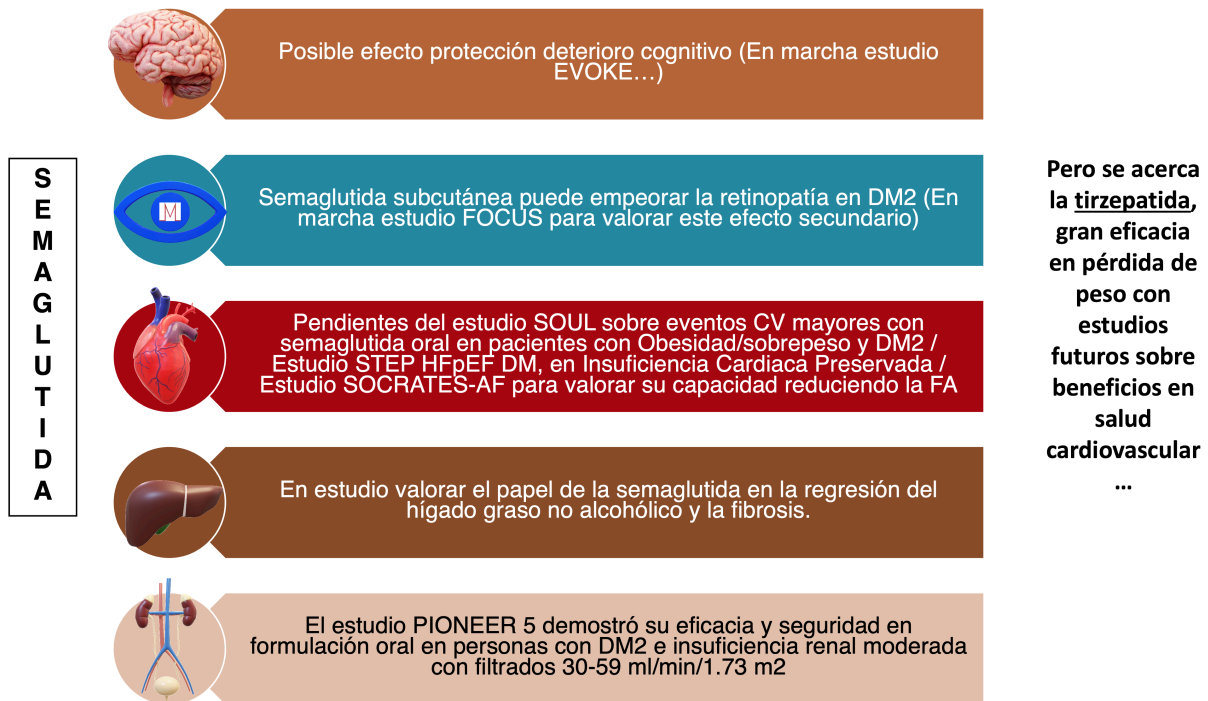 S
E
M
A
G
L
U
T
I
D
A
Posible efecto protección deterioro cognitivo (En marcha estudio
EVOKE…)
Semaglutida subcutánea puede empeorar la retinopatía en DM2 (En
marcha estudio FOCUS para valorar este efecto secundario)
Pendientes del estudio SOUL sobre eventos CV mayores con
semaglutida oral en pacientes con Obesidad/sobrepeso y DM2 /
Estudio STEP HFpEF DM, en Insuficiencia Cardiaca Preservada /
Estudio SOCRATES-AF para valorar su capacidad reduciendo la FA
En estudio valorar el papel de la semaglutida en la regresión del
hígado graso no alcohólico y la fibrosis.
El estudio PIONEER 5 demostró su eficacia y seguridad en
formulación oral en personas con DM2 e insuficiencia renal moderada
con filtrados 30-59 ml/min/1.73 m2
Pero se acerca
la tirzepatida,
gran eficacia
en pérdida de
peso con
estudios
futuros sobre
beneficios en
salud
cardiovascular
…